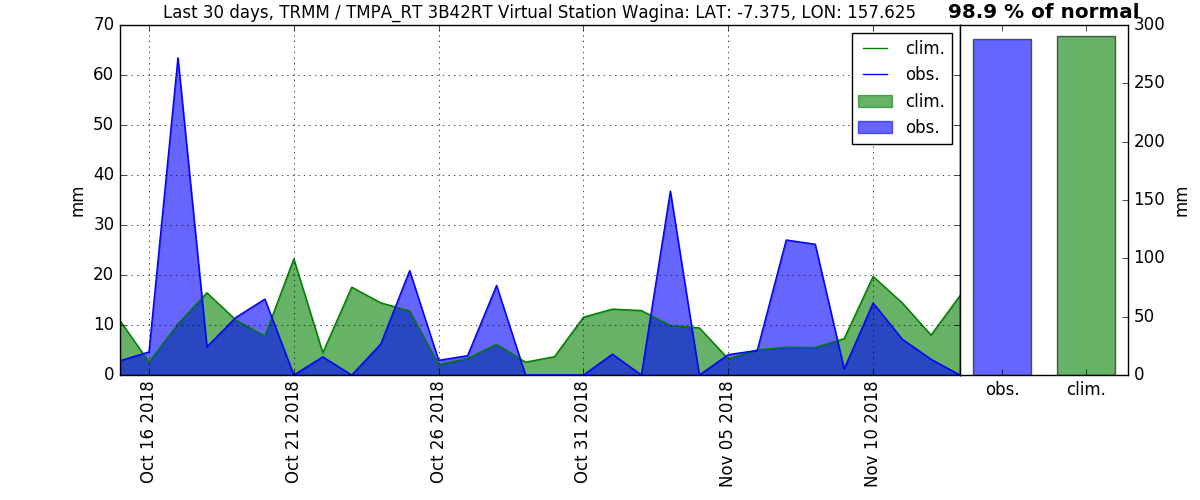 Last 30 days, TRMM / TMPA_RT 3B42RT Virtual Station Wagina: LAT: -7.375, LON: 157.625
98.9 % of normal
70
60
50
40
30
20
10
0
mm
clim.
obs.
clim.
obs.
Oct 16 2018
Oct 21 2018
Oct 26 2018
Oct 31 2018
Nov 05 2018
Nov 10 2018
300
250
200
150
100
50
0
mm
obs.
clim.